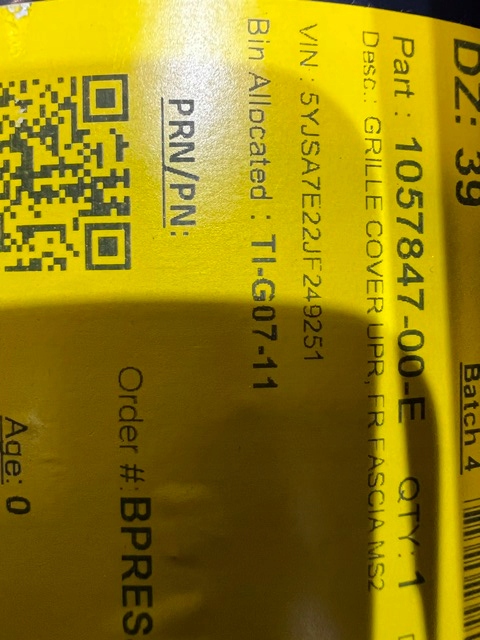 DZ: 39 Batch 4
Part : 1057847-00-E QTY: 1
Desc.: GRILLE COVER UPR, FR FASCIA MS2
VIN : 5YJSA7E22JF249251
Bin Allocated : TI-G07-11
PRN/PN:
Order #: BPRES
Age: 0